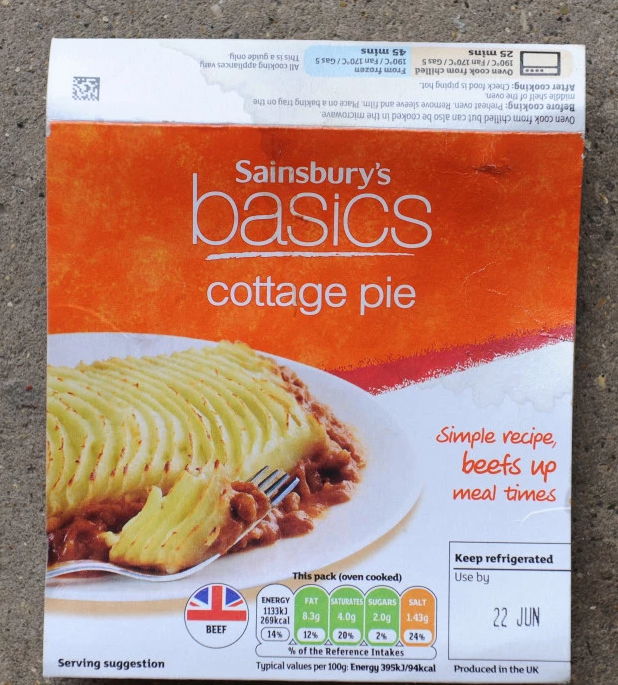 Oven cook from chilled but can also be cooked in the microwave
Before cooking: Preheat oven. Remove sleeve and film. Place on a baking tray on the
middle shelf of the oven.
After cooking: Check food is piping hot.
Oven cook from chilled
190°C / Fan 170°C / Gas 5
25 mins
From frozen
190°C / Fan 170°C / Gas 5
45 mins
All cooking appliances vary
This is a guide only
Sainsbury's
basics
cottage pie
Simple recipe,
beefs up
meal times
Keep refrigerated
Use by
22 JUN
Produced in the UK
This pack (oven cooked)
ENERGY
1133kJ
269kcal
14%
FAT
8.3g
12%
SATURATES
4.0g
20%
SUGARS
2.0g
2%
SALT
1.43g
24%
% of the Reference Intakes
Typical values per 100g: Energy 395kJ/94kcal
BEEF
Serving suggestion